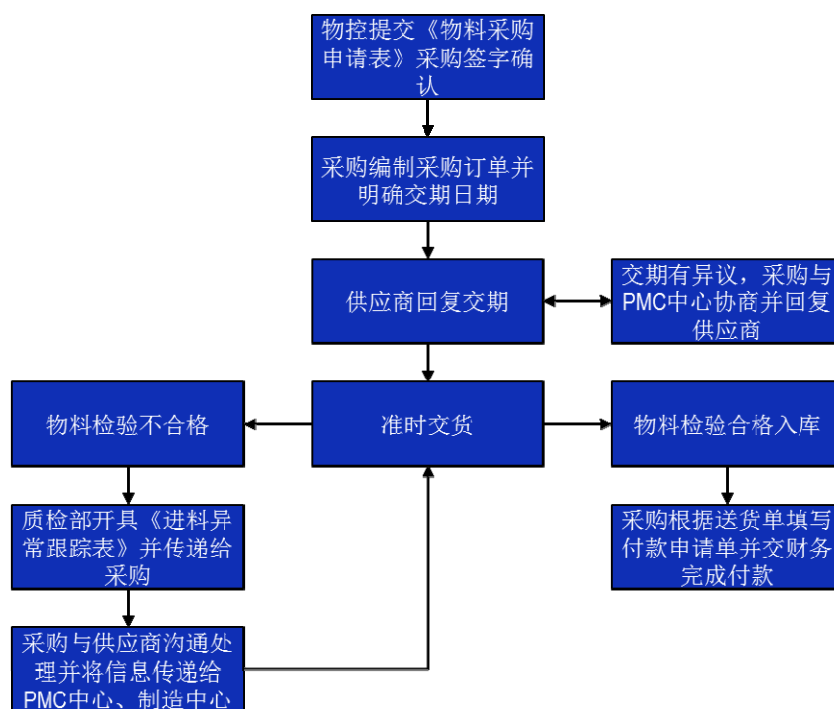 物控提交《物料采购
申请表》采购签字确
认
采购编制采购订单并
明确交期日期
供应商回复交期
交期有异议，采购与
PMC中心协商并回复
供应商
物料检验不合格
准时文货
物料检验合格入库
质检部开具《进料异
常跟踪表》并传递给
采购
采购根据送货单填写
付款申请单并交财务
完成付款
采购与供应商沟通处
理并将信息传递给
PMC中心、制造中心